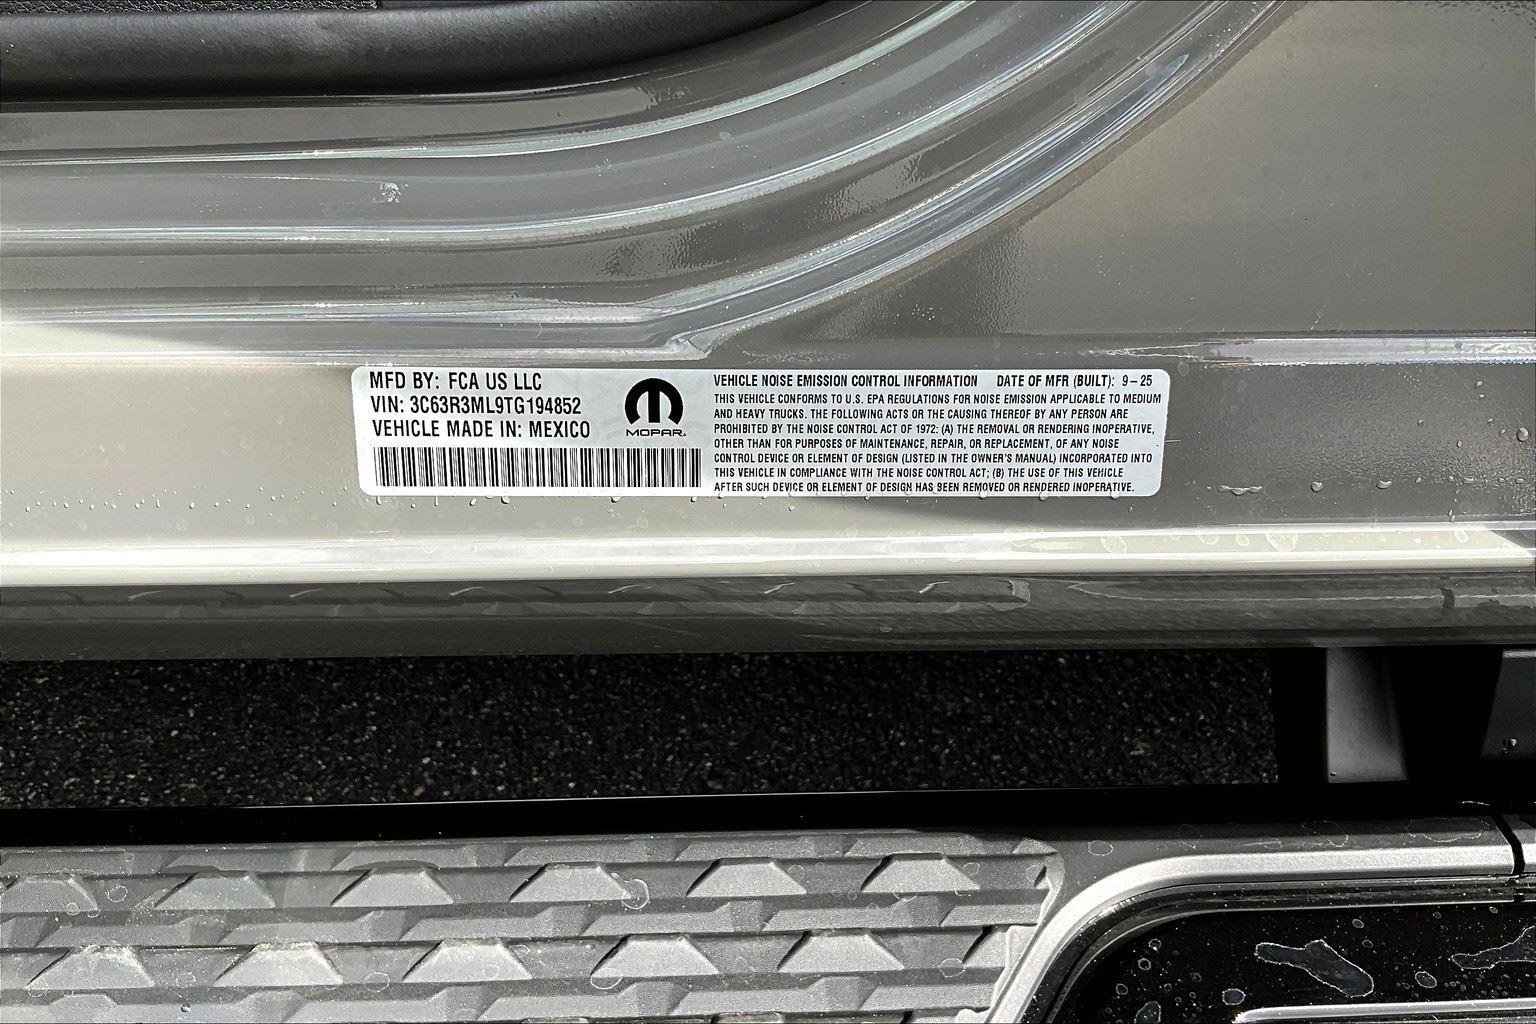 MFD BY: FCA US LLC
VIN: 3C63R3ML9TG194852
VEHICLE MADE IN: MEXICO
MOPAR
VEHICLE NOISE EMISSION CONTROL INFORMATION DATE OF MFR (BUILT): 9-25
THIS VEHICLE CONFORMS TO U.S. EPA REGULATIONS FOR NOISE EMISSION APPLICABLE TO MEDIUM
AND HEAVY TRUCKS. THE FOLLOWING ACTS OR THE CAUSING THEREOF BY ANY PERSON ARE
PROHIBITED BY THE NOISE CONTROL ACT OF 1972: (A) THE REMOVAL OR RENDERING INOPERATIVE,
OTHER THAN FOR PURPOSES OF MAINTENANCE, REPAIR, OR REPLACEMENT, OF ANY NOISE
CONTROL DEVICE OR ELEMENT OF DESIGN (LISTED IN THE OWNER'S MANUAL) INCORPORATED INTO
THIS VEHICLE IN COMPLIANCE WITH THE NOISE CONTROL ACT; (B) THE USE OF THIS VEHICLE
AFTER SUCH DEVICE OR ELEMENT OF DESIGN HAS BEEN REMOVED OR RENDERED INOPERATIVE.